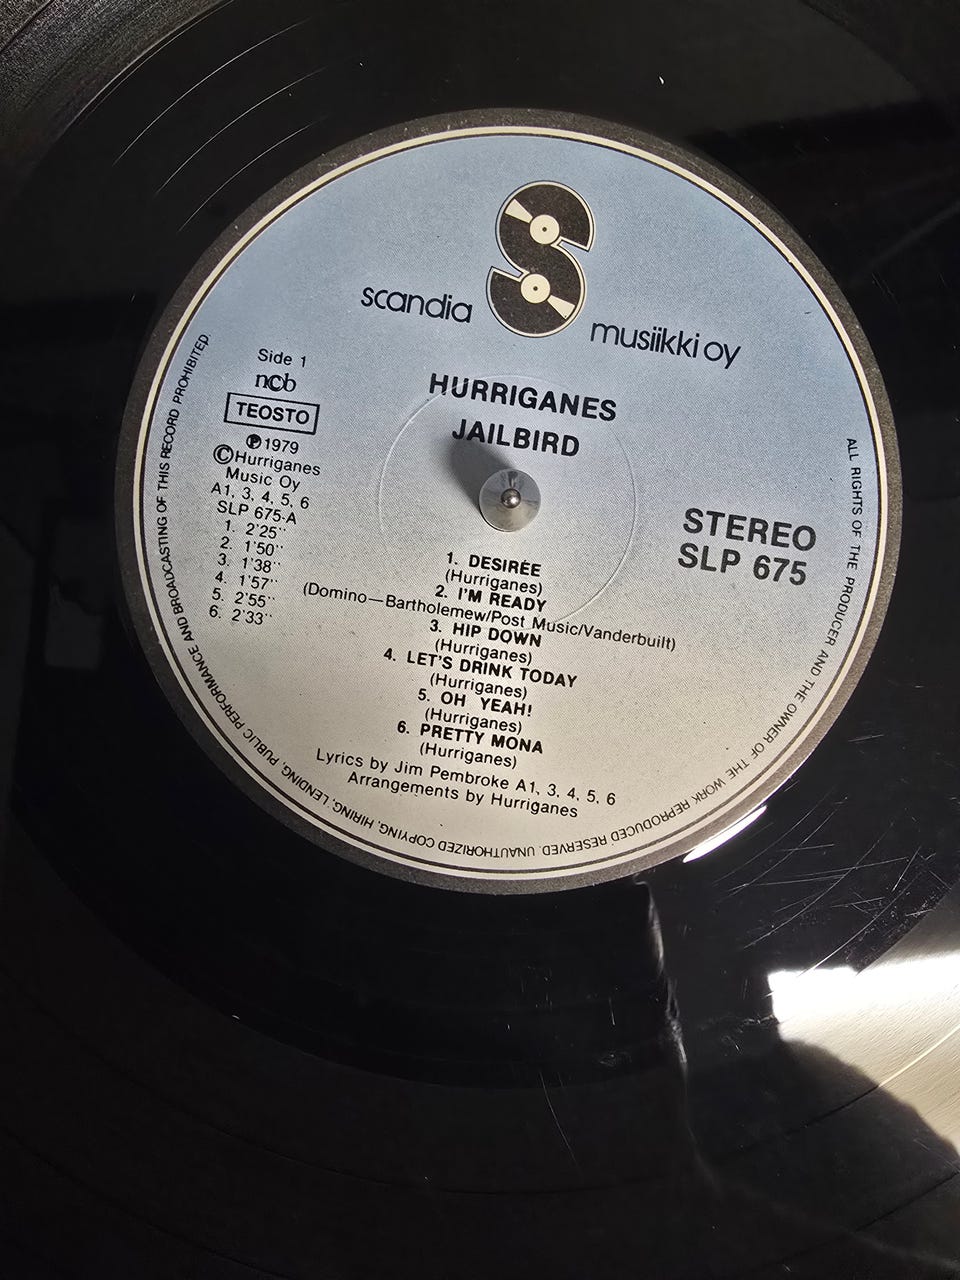 scandia musiikki oy
HURRIGANES
JAILBIRD
Side 1
ncb
TEOSTO
Ⓟ1979
©Hurriganes
Music Oy
A1, 3, 4, 5, 6
SLP 675-A
1. 2'25''
2. 1'50''
3. 1'38''
4. 1'57''
5. 2'55''
6. 2'33''
STEREO
SLP 675
1. DESIRÉE
(Hurriganes)
2. I'M READY
(Domino—Bartholemew/Post Music/Vanderbuilt)
3. HIP DOWN
(Hurriganes)
4. LET'S DRINK TODAY
(Hurriganes)
5. OH YEAH!
(Hurriganes)
6. PRETTY MONA
(Hurriganes)
Lyrics by Jim Pembroke A1, 3, 4, 5, 6
Arrangements by Hurriganes
ALL RIGHTS OF THE PRODUCER AND THE OWNER OF THE WORK REPRODUCED RESERVED. UNAUTHORIZED COPYING, HIRING, LENDING, PUBLIC PERFORMANCE AND BROADCASTING OF THIS RECORD PROHIBITED.